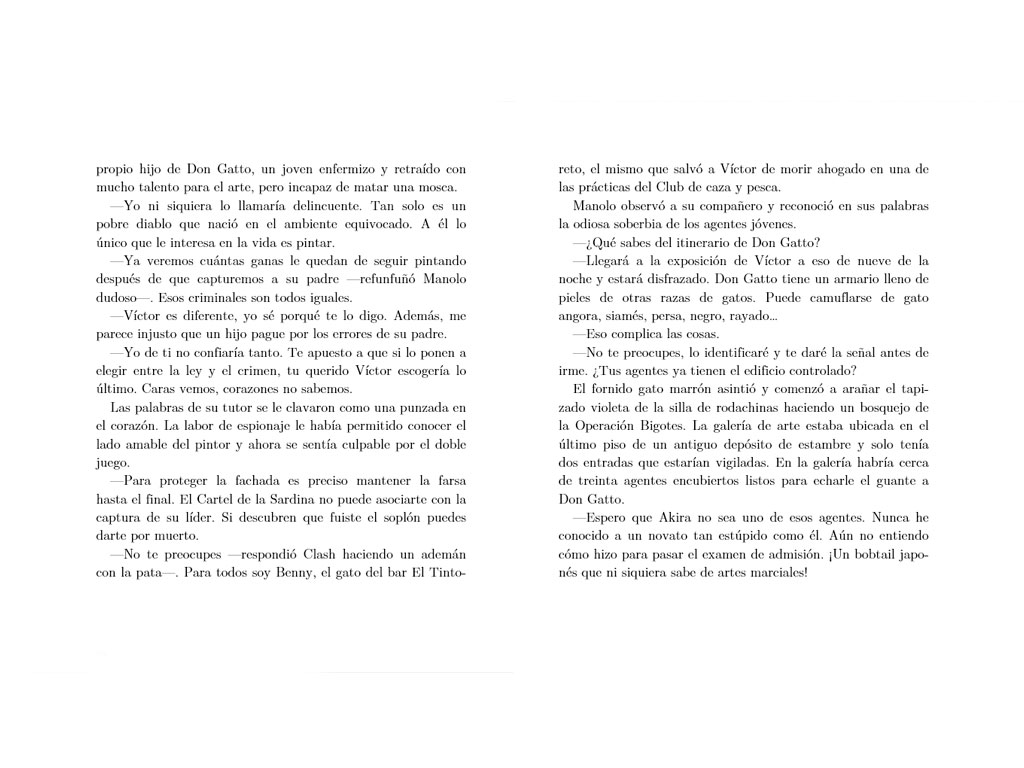 propio hijo de Don Gatto, un joven enfermizo y retraído con
mucho talento para el arte, pero incapaz de matar una mosca.
—Yo ni siquiera lo llamaría delincuente. Tan solo es un
pobre diablo que nació en el ambiente equivocado. A él lo
único que le interesa en la vida es pintar.
—Ya veremos cuántas ganas le quedan de seguir pintando
después de que capturemos a su padre —refunfuñó Manolo
dudoso—. Esos criminales son todos iguales.
—Víctor es diferente, yo sé porqué te lo digo. Además, me
parece injusto que un hijo pague por los errores de su padre.
—Yo de ti no confiaría tanto. Te apuesto a que si lo ponen a
elegir entre la ley y el crimen, tu querido Víctor escogería lo
último. Caras vemos, corazones no sabemos.
Las palabras de su tutor se le clavaron como una punzada en
el corazón. La labor de espionaje le había permitido conocer el
lado amable del pintor y ahora se sentía culpable por el doble
juego.
—Para proteger la fachada es preciso mantener la farsa
hasta el final. El Cartel de la Sardina no puede asociarte con la
captura de su líder. Si descubren que fuiste el soplón puedes
darte por muerto.
—No te preocupes —respondió Clash haciendo un ademán
con la pata—. Para todos soy Benny, el gato del bar El Tinto-
reto, el mismo que salvó a Víctor de morir ahogado en una de
las prácticas del Club de caza y pesca.
Manolo observó a su compañero y reconoció en sus palabras
la odiosa soberbia de los agentes jóvenes.
—¿Qué sabes del itinerario de Don Gatto?
—Llegará a la exposición de Víctor a eso de nueve de la
noche y estará disfrazado. Don Gatto tiene un armario lleno de
pieles de otras razas de gatos. Puede camuflarse de gato
angora, siamés, persa, negro, rayado…
—Eso complica las cosas.
—No te preocupes, lo identificaré y te daré la señal antes de
irme. ¿Tus agentes ya tienen el edificio controlado?
El fornido gato marrón asintió y comenzó a arañar el tapi-
zado violeta de la silla de rodachinas haciendo un bosquejo de
la Operación Bigotes. La galería de arte estaba ubicada en el
último piso de un antiguo depósito de estambre y solo tenía
dos entradas que estarían vigiladas. En la galería habría cerca
de treinta agentes encubiertos listos para echarle el guante a
Don Gatto.
—Espero que Akira no sea uno de esos agentes. Nunca he
conocido a un novato tan estúpido como él. Aún no entiendo
cómo hizo para pasar el examen de admisión. ¡Un bobtail japo-
nés que ni siquiera sabe de artes marciales!